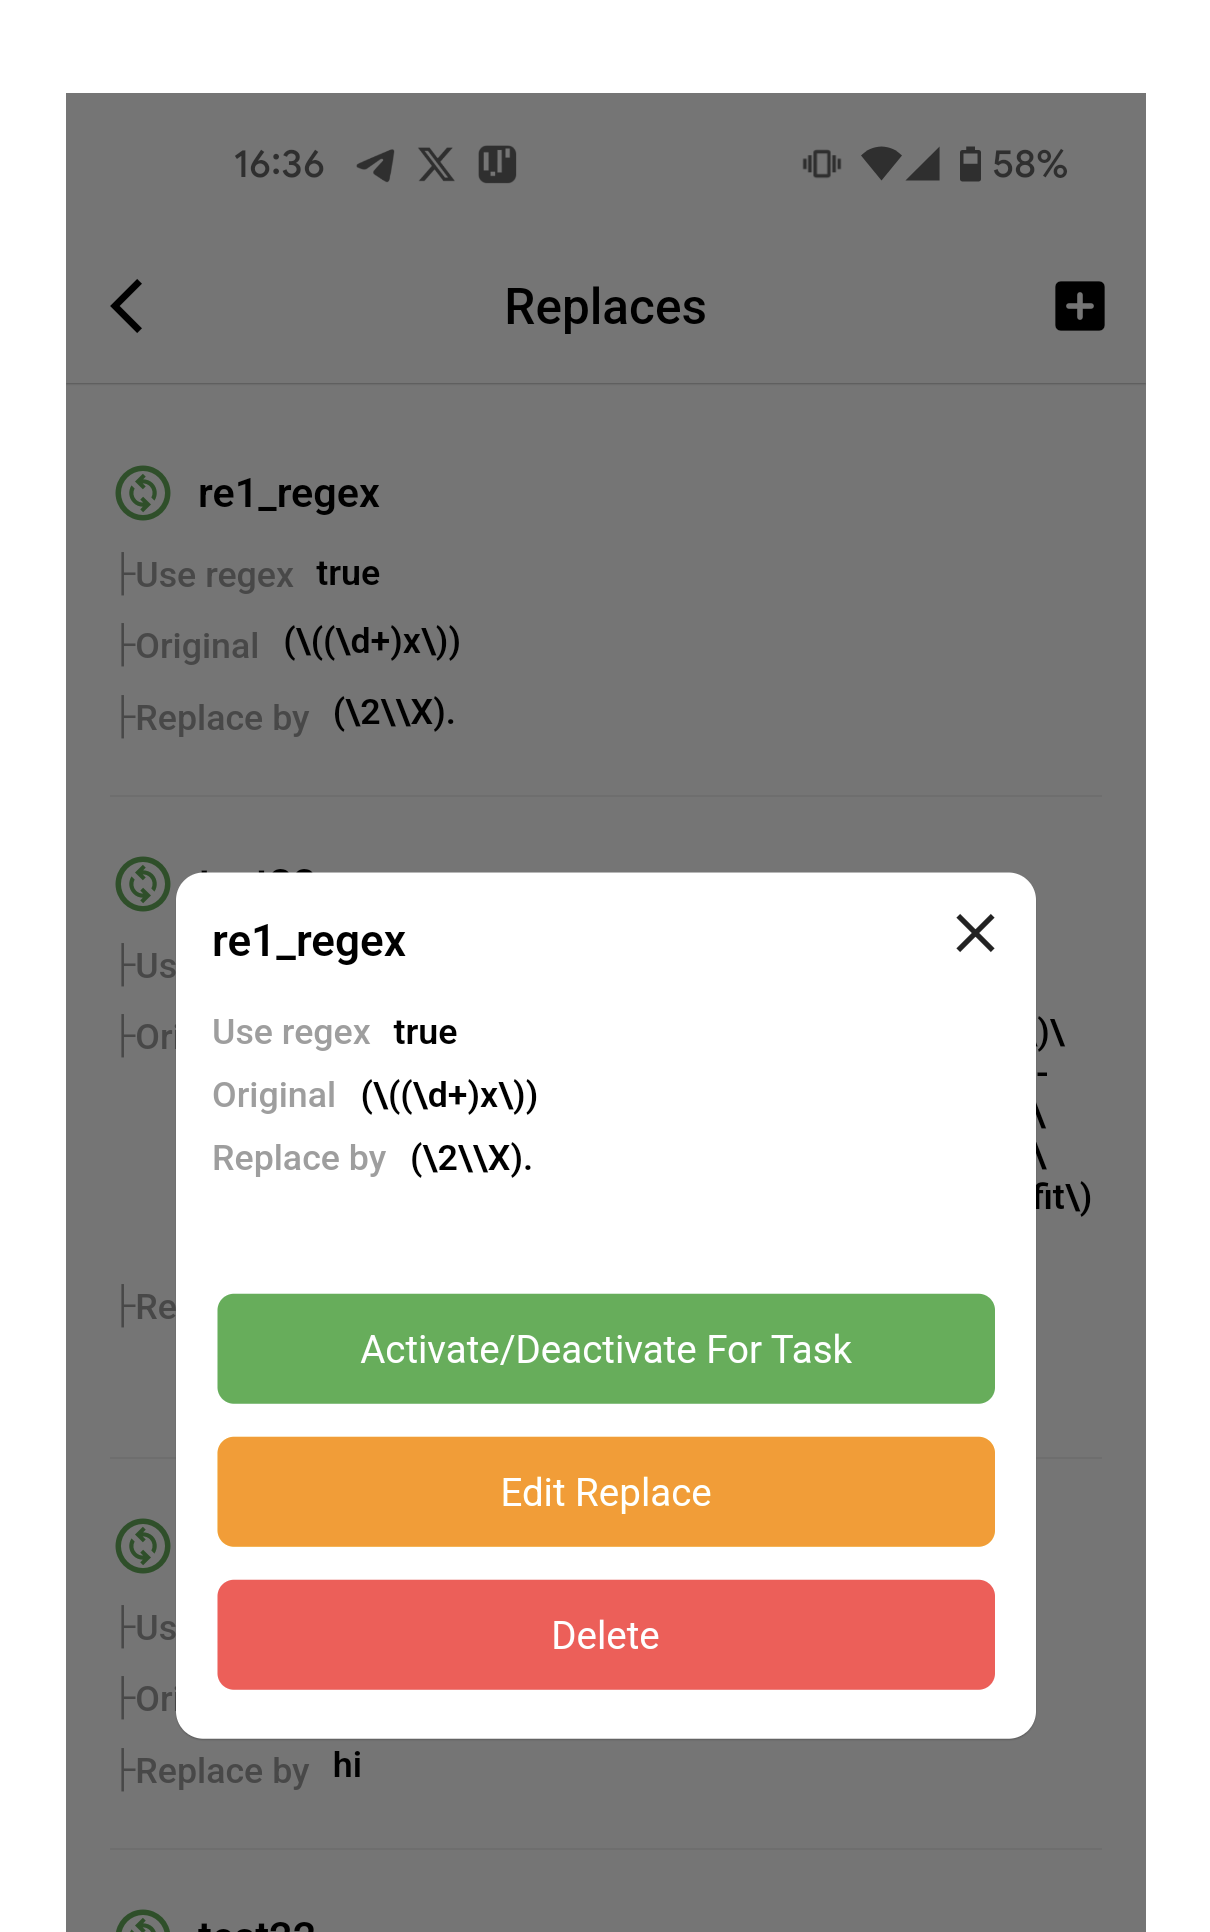 16:36 58%
Replaces
re1_regex
Use regex true
Original (\((\d+)x\))
Replace by (\2\\X).
re1_regex
Use regex true
Original (\((\d+)x\))
Replace by (\2\\X).
Activate/Deactivate For Task
Edit Replace
Delete
Us
Ori )\
-
\
\
fit\)
Re
Us
Ori
Replace by hi
test22